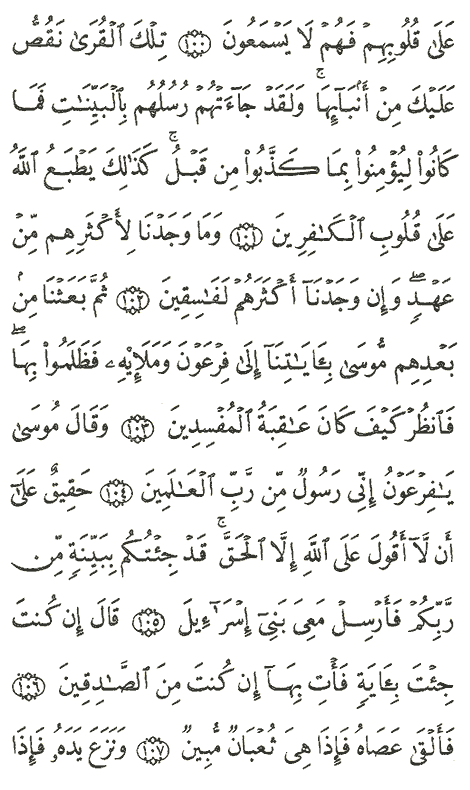 عَلَىٰ قُلُوبِهِمْ فَهُمْ لَا يَسْمَعُونَ ١٠٠ تِلْكَ ٱلْقُرَىٰ نَقُصُّ
عَلَيْكَ مِنْ أَنۢبَآئِهَا ۚ وَلَقَدْ جَآءَتْهُمْ رُسُلُهُم بِٱلْبَيِّنَٰتِ فَمَا
كَانُوا۟ لِيُؤْمِنُوا۟ بِمَا كَذَّبُوا۟ مِن قَبْلُ ۚ كَذَٰلِكَ يَطْبَعُ ٱللَّهُ
عَلَىٰ قُلُوبِ ٱلْكَٰفِرِينَ ١٠١ وَمَا وَجَدْنَا لِأَكْثَرِهِم مِّنْ
عَهْدٍ ۖ وَإِن وَجَدْنَآ أَكْثَرَهُمْ لَفَٰسِقِينَ ١٠٢ ثُمَّ بَعَثْنَا مِنۢ
بَعْدِهِم مُّوسَىٰ بِـَٔايَٰتِنَآ إِلَىٰ فِرْعَوْنَ وَمَلَإِي۟هِۦ فَظَلَمُوا۟ بِهَا ۖ
فَٱنظُرْ كَيْفَ كَانَ عَٰقِبَةُ ٱلْمُفْسِدِينَ ١٠٣ وَقَالَ مُوسَىٰ
يَٰفِرْعَوْنُ إِنِّى رَسُولٌ مِّن رَّبِّ ٱلْعَٰلَمِينَ ١٠٤ حَقِيقٌ عَلَىٰٓ
أَن لَّآ أَقُولَ عَلَى ٱللَّهِ إِلَّا ٱلْحَقَّ ۚ قَدْ جِئْتُكُم بِبَيِّنَةٍ مِّن
رَّبِّكُمْ فَأَرْسِلْ مَعِىَ بَنِىٓ إِسْرَٰٓءِيلَ ١٠٥ قَالَ إِن كُنتَ
جِئْتَ بِـَٔايَةٍ فَأْتِ بِهَآ إِن كُنتَ مِنَ ٱلصَّٰدِقِينَ ١٠٦
فَأَلْقَىٰ عَصَاهُ فَإِذَا هِىَ ثُعْبَانٌ مُّبِينٌ ١٠٧ وَنَزَعَ يَدَهُۥ فَإِذَا